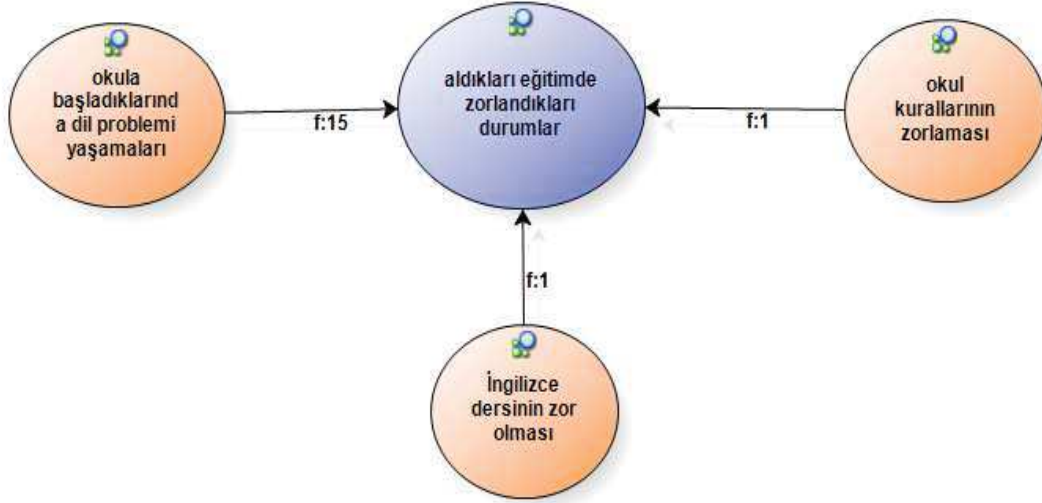 okula
başladıklarınd
a dil problemi
yaşamaları
f:15
aldıkları eğitimde
zorlandıkları
durumlar
f:1
okul
kurallarının
zorlaması
f:1
İngilizce
dersinin zor
olması